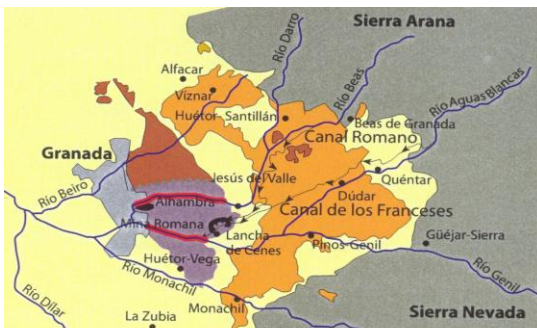 Sierra Arana
Río Darro
Alfacar
Río Beas
Víznar
Río Aguas Blancas
Huétor- Santillán
Beas de Granada
Canal Romano
Granada
Jesús del Valle
Quéntar
Río Beiro
Alhambra
Dúdar
Canal de los Franceses
Mina Romana
Lancha
de Cenes
Pinos-Genil
Güéjar-Sierra
Huétor-Vega
Río Monachil
Río Genil
Río Dílar
Monachil
La Zubia
Sierra Nevada